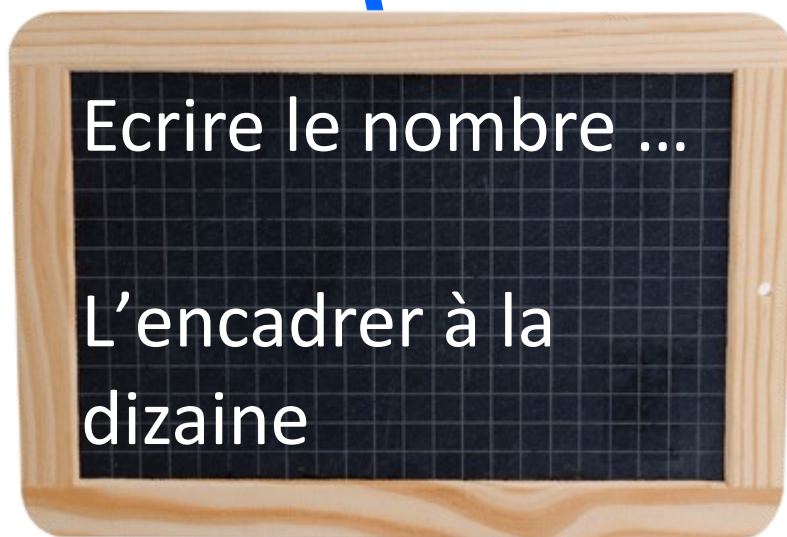 Ecrire le nombre …
L’encadrer à la
dizaine